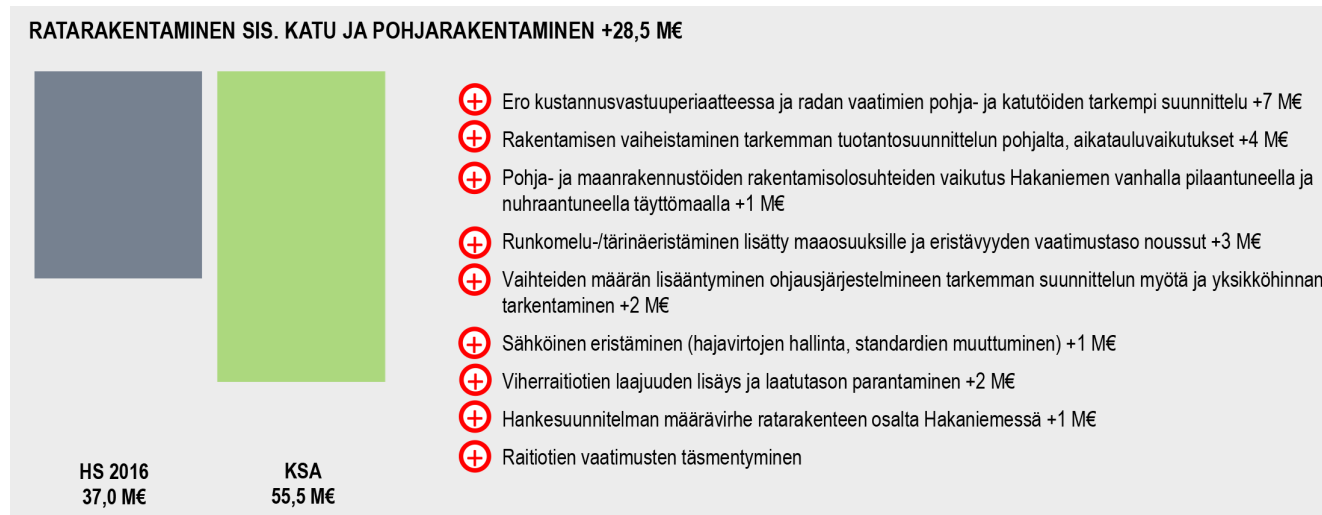 RATARAKENTAMINEN SIS. KATU JA POHJARAKENTAMINEN +28,5 M€
Ero kustannusvastuuperiaatteessa ja radan vaatimien pohja- ja katutöiden tarkempi suunnittelu +7 M€
Rakentamisen vaiheistaminen tarkemman tuotantosuunnittelun pohjalta, aikatauluvaikutukset +4 M€
Pohja- ja maanrakennustöiden rakentamisolosuhteiden vaikutus Hakaniemen vanhalla pilaantuneella ja
nuhraantuneella täyttömaalla +1 M€
Runkomelu-/tärinäeristäminen lisätty maaosuuksille ja eristävyyden vaatimustaso noussut +3 M€
Vaihteiden määrän lisääntyminen ohjausjärjestelmineen tarkemman suunnittelun myötä ja yksikköhinnan
tarkentaminen +2 M€
Sähköinen eristäminen (hajavirtojen hallinta, standardien muuttuminen) +1 M€
Viherraitiotien laajuuden lisäys ja laatutason parantaminen +2 M€
Hankesuunnitelman määrävirhe ratarakenteen osalta Hakaniemessä +1 M€
Raitiotien vaatimusten täsmentyminen
HS 2016
37,0 M€
KSA
55,5 M€